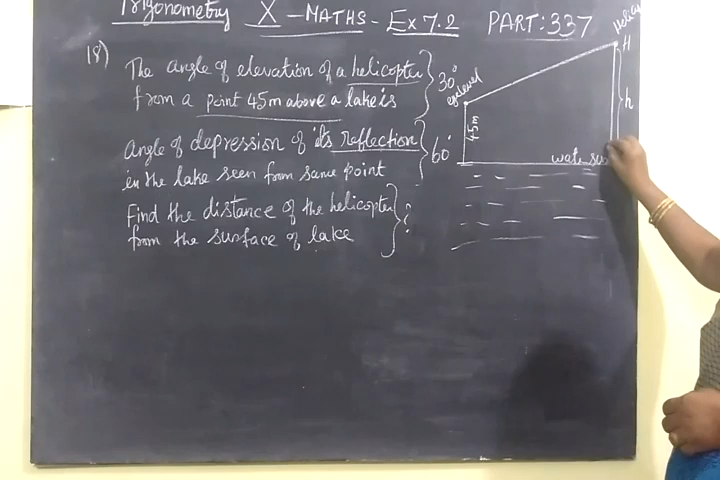 Trigonometry X - MATHS - Ex 7.2 PART: 337
18) The angle of elevation of a helicopter
from a point 45m above a lake is } 30°
angle of depression of its reflection
in the lake seen from same point } 60°
Find the distance of the helicopter
from the surface of lake } ?
H
h
eyelevel
45m